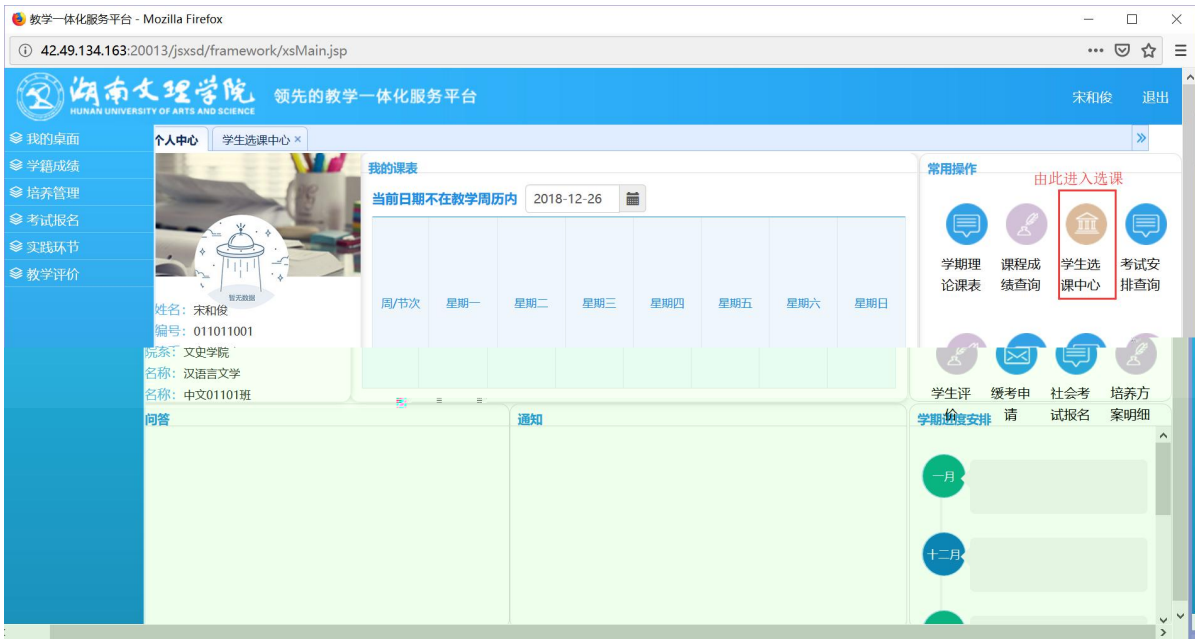 教学一体化服务平台 - Mozilla Firefox
42.49.134.163:20013/jsxsd/framework/xsMain.jsp
湖南文理学院
HUNAN UNIVERSITY OF ARTS AND SCIENCE
领先的教学一体化服务平台
宋和俊 退出
我的桌面
学籍成绩
培养管理
考试报名
实践环节
教学评价
个人中心 学生选课中心
暂无数据
姓名：宋和俊
编号：011011001
院系：文史学院
名称：汉语言文学
名称：中文01101班
我的课表
当前日期不在教学周历内 2018-12-26
周/节次 星期一 星期二 星期三 星期四 星期五 星期六 星期日
常用操作
由此进入选课
学期理论课表
课程成绩查询
学生选课中心
考试安排查询
学生评价
缓考申请
社会考试报名
培养方案明细
问答
通知
学期进度安排
一月
十二月